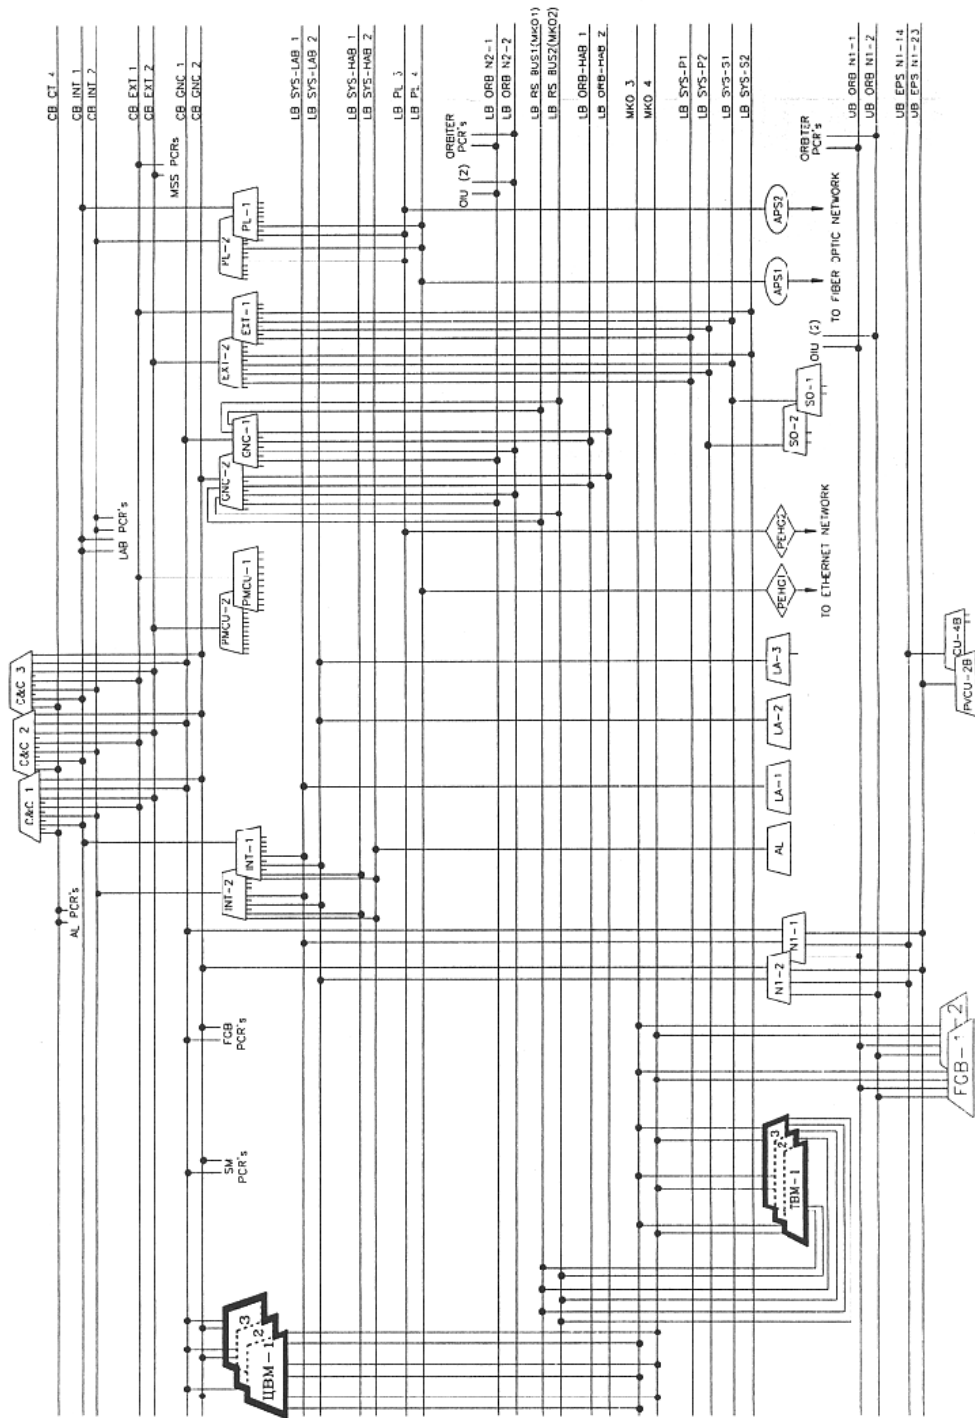 CB CT 4
CB INT 1
CB INT 2
CB EXT 1
CB EXT 2
CB GNC 1
CB GNC 2
LB SYS-LAB 1
LB SYS-LAB 2
LB SYS-HAB 1
LB SYS-HAB 2
LB PL 3
LB PL 4
LB ORB N2-1
LB ORB N2-2
LB RS BUS1(MKO1)
LB RS BUS2(MKO2)
LB ORB-HAB 1
LB ORB-HAB 2
MKO 3
MKO 4
LB SYS-P1
LB SYS-P2
LB SYS-S1
LB SYS-S2
UB ORB N1-1
UB ORB N1-2
UB EPS N1-14
UB EPS N1-23
MSS PCRs
ORBITER
PCR's
OIU (2)
ORBITER
PCR's
PL-1
PL-2
APS2
APS1
TO FIBER OPTIC NETWORK
EXT-1
EXT-2
OIU (2)
SO-1
SO-2
GNC-1
GNC-2
LAB PCR's
PEHG2
PEHG1
TO ETHERNET NETWORK
PMCU-1
PMCU-2
C&C 3
C&C 2
C&C 1
LA-3
LA-2
LA-1
AL
CU-4B
PVCU-2B
INT-1
INT-2
AL PCR's
N1-1
N1-2
FGB
PCR's
FGB-1
-2
SM
PCR's
3
2
ТВМ-1
3
2
ЦВМ-1